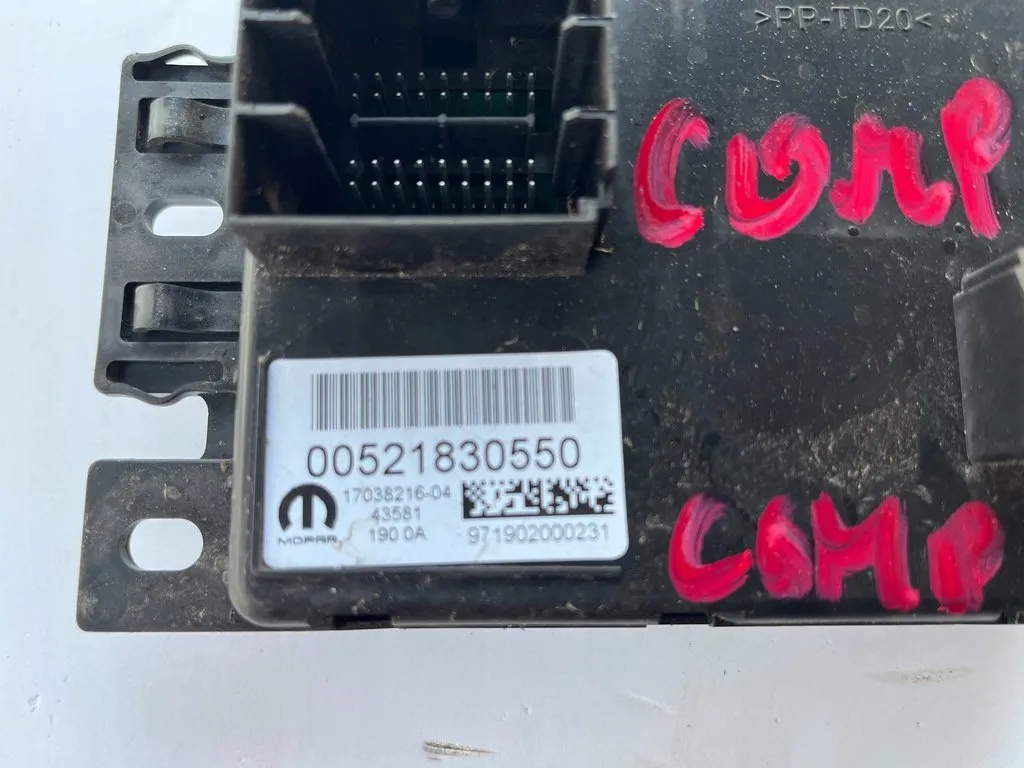 >PP-TD20<
COMP
00521830550
17038216-04
43581
190 0A
971902000231
MOPAR
COMP